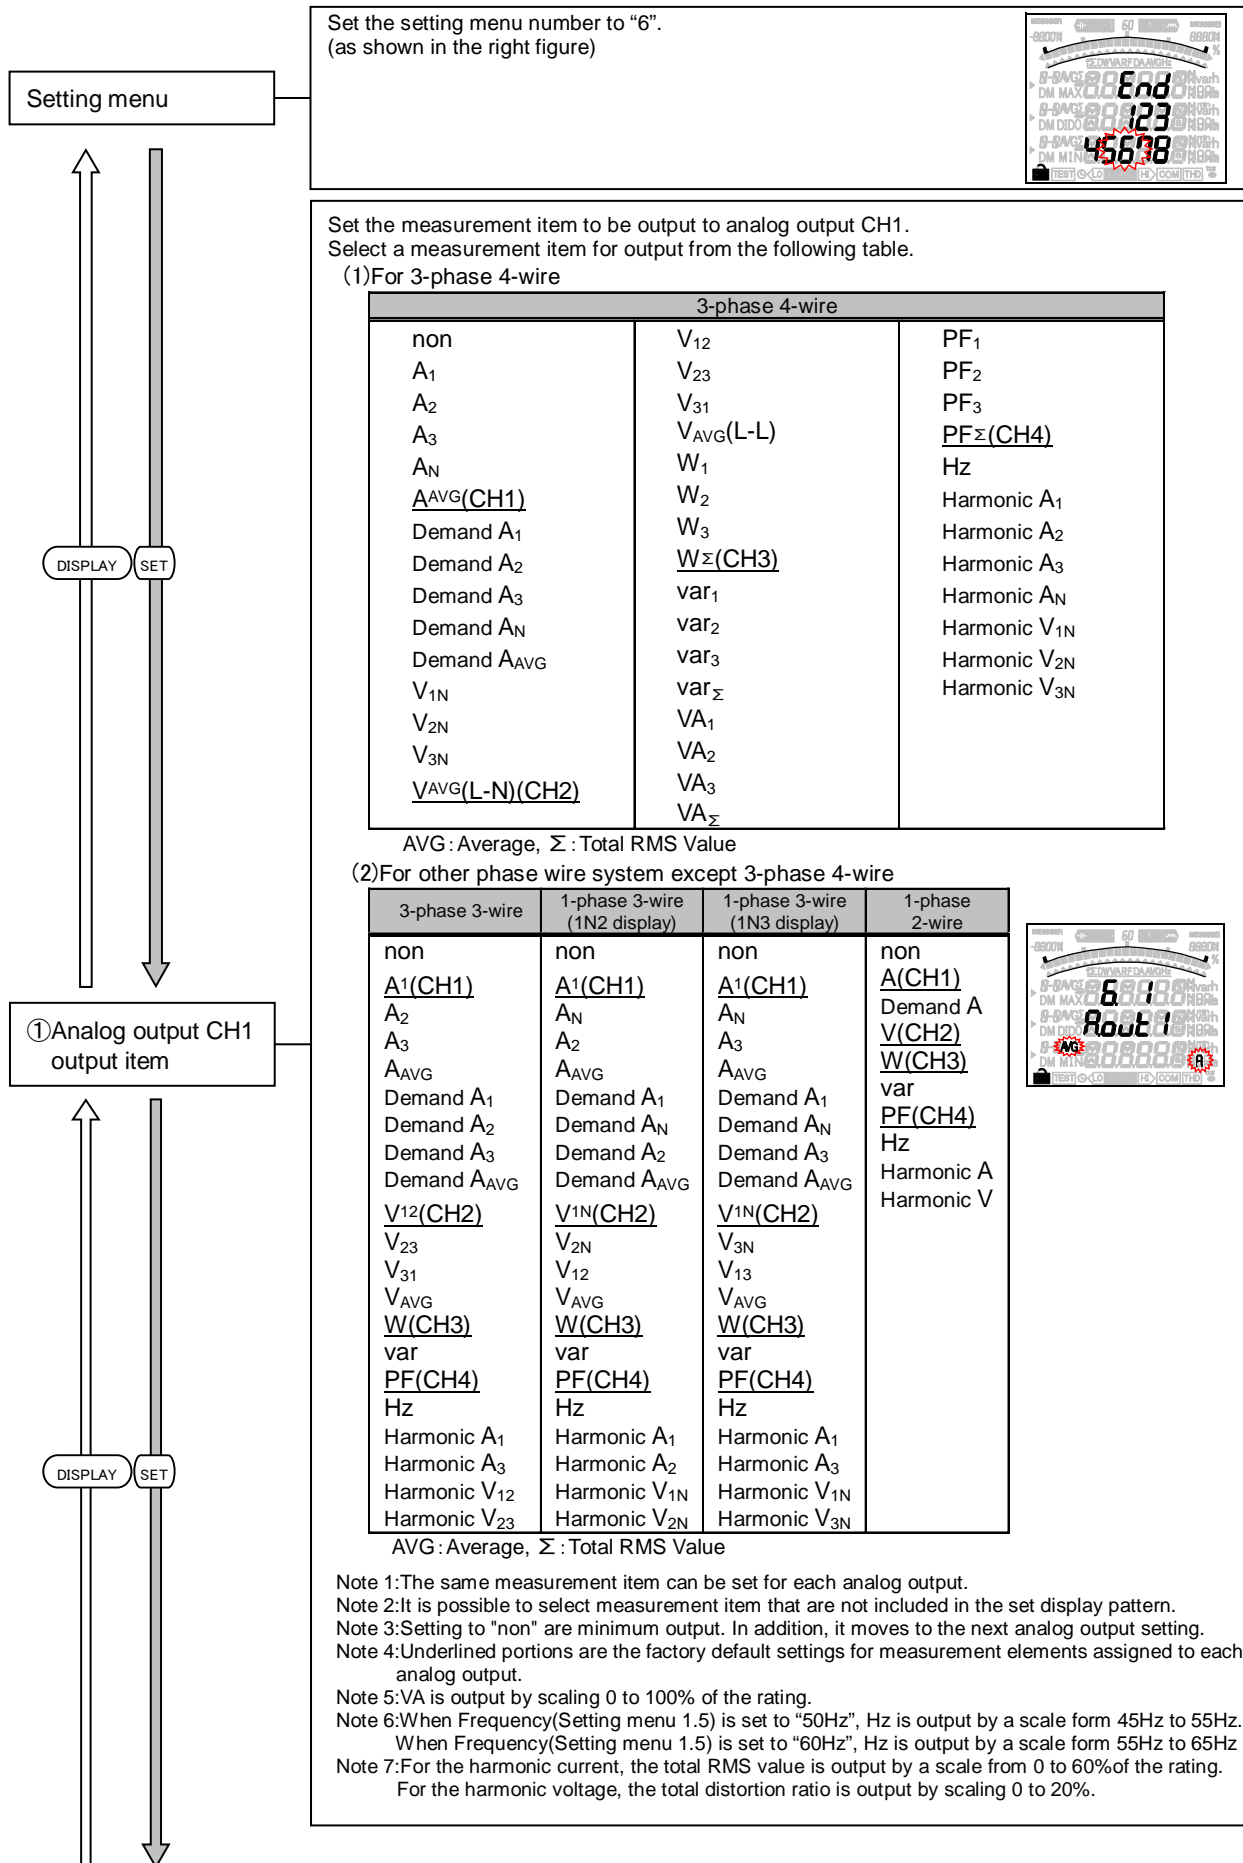 Set the setting menu number to “6”.
(as shown in the right figure)
Setting menu
End
123
45678
DISPLAY SET
Set the measurement item to be output to analog output CH1.
Select a measurement item for output from the following table.
(1)For 3-phase 4-wire
3-phase 4-wire
non V12 PF1
A1 V23 PF2
A2 V31 PF3
A3 VAVG(L-L) PFΣ(CH4)
AN W1 Hz
AAVG(CH1) W2 Harmonic A1
Demand A1 W3 Harmonic A2
Demand A2 WΣ(CH3) Harmonic A3
Demand A3 var1 Harmonic AN
Demand AN var2 Harmonic V1N
Demand AAVG var3 Harmonic V2N
V1N varΣ Harmonic V3N
V2N VA1
V3N VA2
VAVG(L-N)(CH2) VA3
VAΣ
AVG:Average, Σ:Total RMS Value
(2)For other phase wire system except 3-phase 4-wire
3-phase 3-wire 1-phase 3-wire (1N2 display) 1-phase 3-wire (1N3 display) 1-phase 2-wire
non non non non
A1(CH1) A1(CH1) A1(CH1) A(CH1)
A2 AN AN Demand A
A3 A2 A3 V(CH2)
AAVG AAVG AAVG W(CH3)
Demand A1 Demand A1 Demand A1 var
Demand A2 Demand AN Demand AN PF(CH4)
Demand A3 Demand A2 Demand A3 Hz
Demand AAVG Demand AAVG Demand AAVG Harmonic A
V12(CH2) V1N(CH2) V1N(CH2) Harmonic V
V23 V2N V3N
V31 V12 V13
VAVG VAVG VAVG
W(CH3) W(CH3) W(CH3)
var var var
PF(CH4) PF(CH4) PF(CH4)
Hz Hz Hz
Harmonic A1 Harmonic A1 Harmonic A1
Harmonic A3 Harmonic A2 Harmonic A3
Harmonic V12 Harmonic V1N Harmonic V1N
Harmonic V23 Harmonic V2N Harmonic V3N
AVG:Average, Σ:Total RMS Value
①Analog output CH1
output item
6. 1
A.out 1
AVG A
DISPLAY SET
Note 1:The same measurement item can be set for each analog output.
Note 2:It is possible to select measurement item that are not included in the set display pattern.
Note 3:Setting to "non" are minimum output. In addition, it moves to the next analog output setting.
Note 4:Underlined portions are the factory default settings for measurement elements assigned to each
analog output.
Note 5:VA is output by scaling 0 to 100% of the rating.
Note 6:When Frequency(Setting menu 1.5) is set to “50Hz”, Hz is output by a scale form 45Hz to 55Hz.
When Frequency(Setting menu 1.5) is set to “60Hz”, Hz is output by a scale form 55Hz to 65Hz
Note 7:For the harmonic current, the total RMS value is output by a scale from 0 to 60%of the rating.
For the harmonic voltage, the total distortion ratio is output by scaling 0 to 20%.